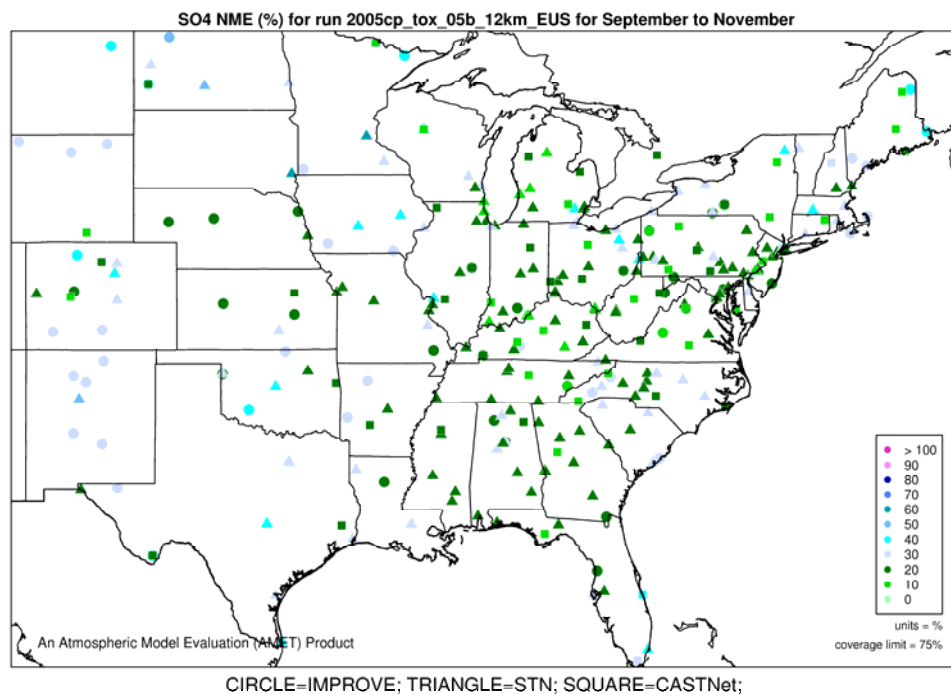 SO4 NME (%) for run 2005cp_tox_05b_12km_EUS for September to November
> 100
90
80
70
60
50
40
30
20
10
0
units = %
coverage limit = 75%
An Atmospheric Model Evaluation (AMET) Product
CIRCLE=IMPROVE; TRIANGLE=STN; SQUARE=CASTNet;